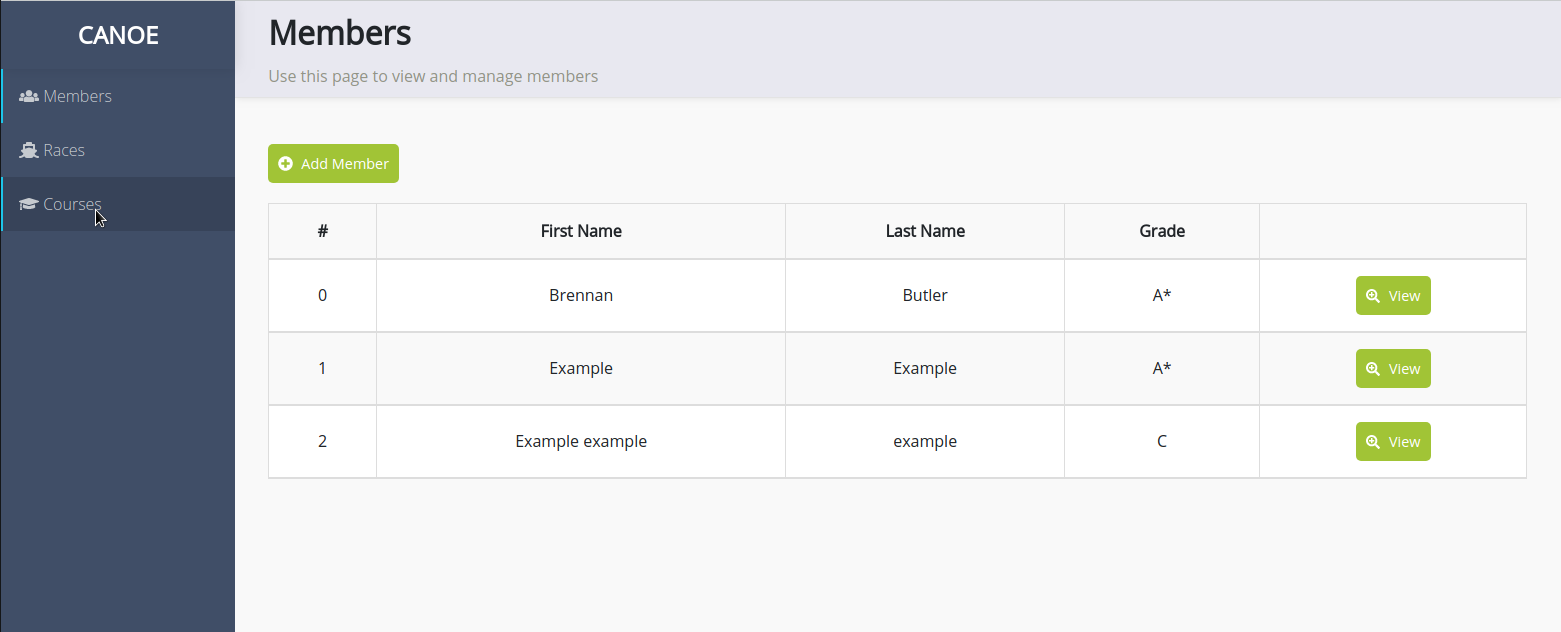 CANOE
Members
Races
Courses
Members
Use this page to view and manage members
Add Member
# First Name Last Name Grade
0 Brennan Butler A* View
1 Example Example A* View
2 Example example example C View